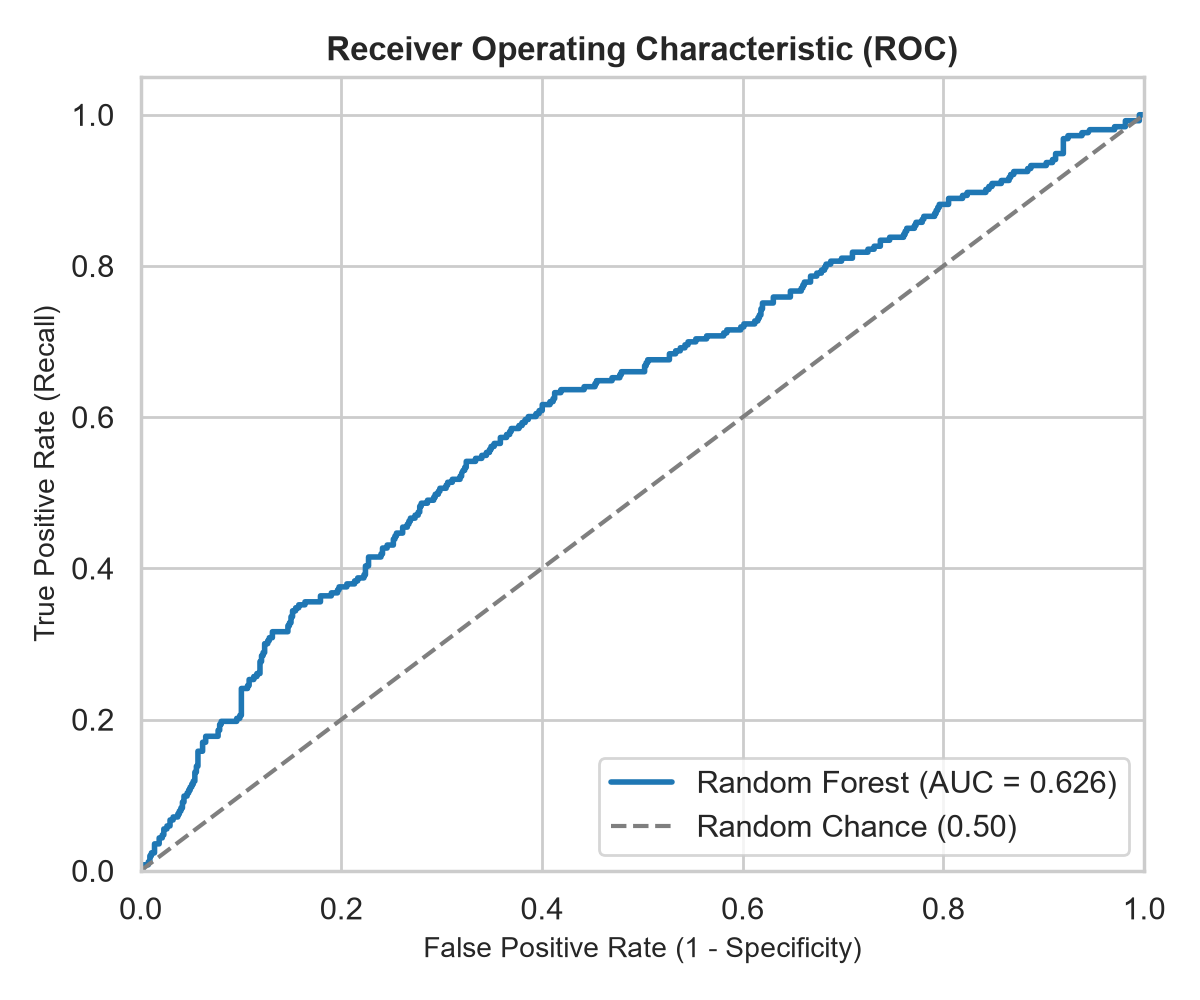 Receiver Operating Characteristic (ROC)
True Positive Rate (Recall)
1.0
0.8
0.6
0.4
0.2
0.0
Random Forest (AUC = 0.626)
Random Chance (0.50)
0.0 0.2 0.4 0.6 0.8 1.0
False Positive Rate (1 - Specificity)